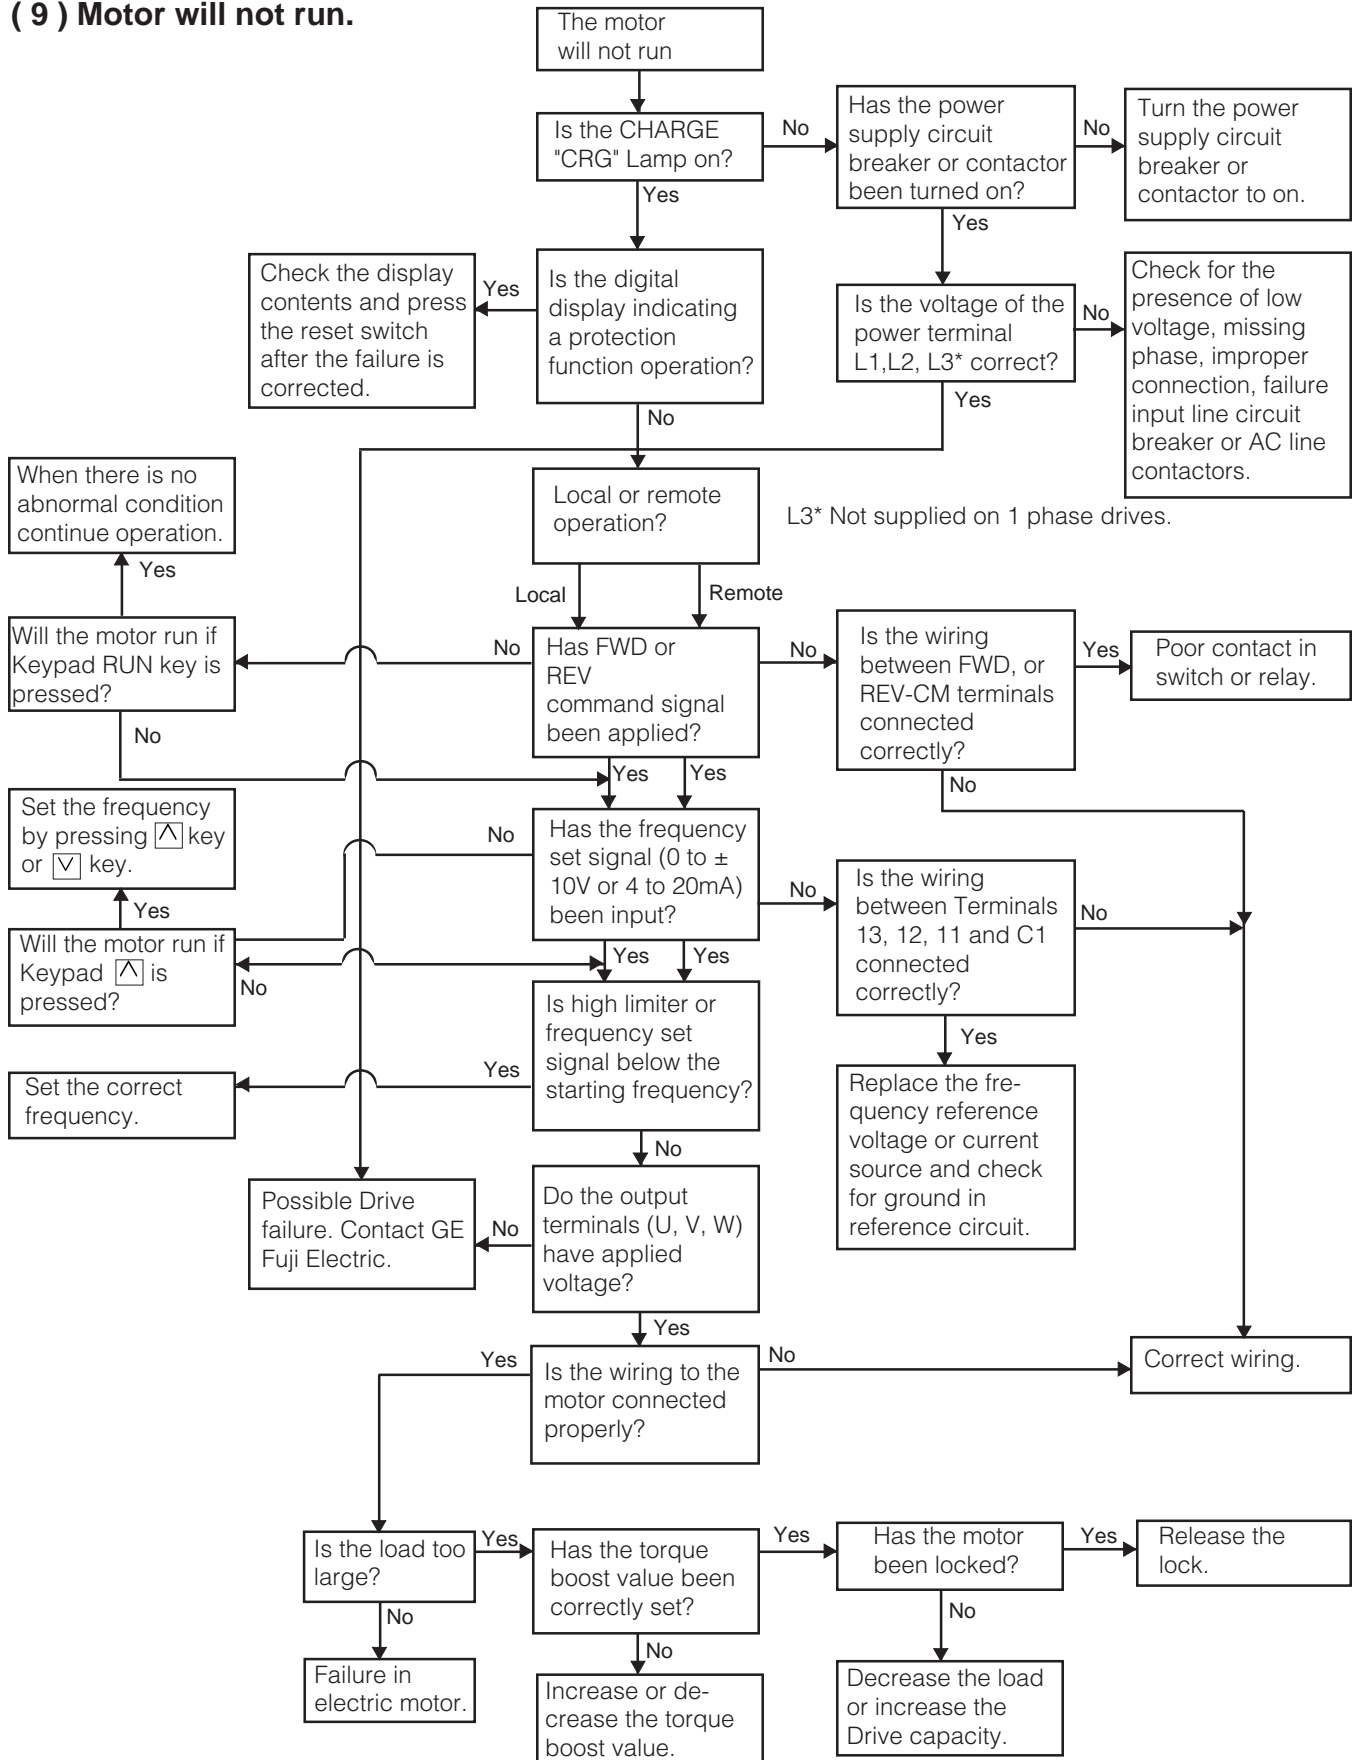 ( 9 ) Motor will not run.
The motor
will not run
Is the CHARGE
"CRG" Lamp on?
No
Has the power
supply circuit
breaker or contactor
been turned on?
No
Turn the power
supply circuit
breaker or
contactor to on.
Yes
Yes
Check the display
contents and press
the reset switch
after the failure is
corrected.
Yes
Is the digital
display indicating
a protection
function operation?
Is the voltage of the
power terminal
L1,L2, L3* correct?
No
Check for the
presence of low
voltage, missing
phase, improper
connection, failure
input line circuit
breaker or AC line
contactors.
No
Yes
When there is no
abnormal condition
continue operation.
Local or remote
operation?
L3* Not supplied on 1 phase drives.
Yes
Local
Remote
Will the motor run if
Keypad RUN key is
pressed?
No
Has FWD or
REV
command signal
been applied?
No
Is the wiring
between FWD, or
REV-CM terminals
connected
correctly?
Yes
Poor contact in
switch or relay.
No
Yes
Yes
No
Set the frequency
by pressing ∧ key
or ∨ key.
No
Has the frequency
set signal (0 to ±
10V or 4 to 20mA)
been input?
No
Is the wiring
between Terminals
13, 12, 11 and C1
connected
correctly?
No
Yes
Will the motor run if
Keypad ∧ is
pressed?
No
Yes
Yes
Yes
Is high limiter or
frequency set
signal below the
starting frequency?
Yes
Set the correct
frequency.
Replace the fre-
quency reference
voltage or current
source and check
for ground in
reference circuit.
No
Possible Drive
failure. Contact GE
Fuji Electric.
No
Do the output
terminals (U, V, W)
have applied
voltage?
Yes
Yes
Is the wiring to the
motor connected
properly?
No
Correct wiring.
Is the load too
large?
Yes
Has the torque
boost value been
correctly set?
Yes
Has the motor
been locked?
Yes
Release the
lock.
No
No
No
Failure in
electric motor.
Increase or de-
crease the torque
boost value.
Decrease the load
or increase the
Drive capacity.